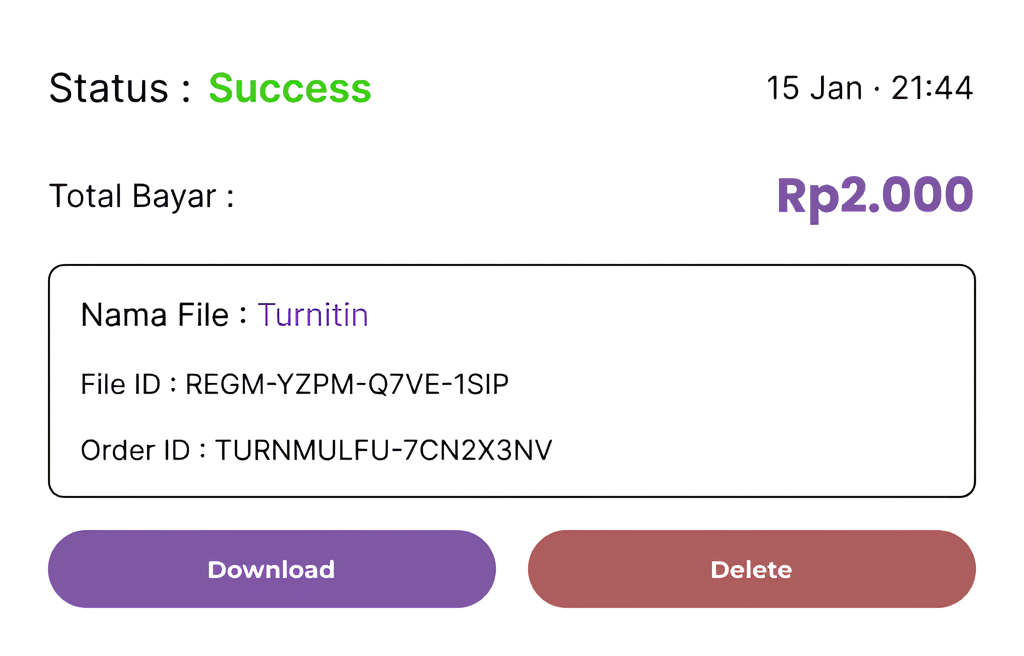 Status : Success
15 Jan · 21:44
Total Bayar :
Rp2.000
Nama File : Turnitin
File ID : REGM-YZPM-Q7VE-1SIP
Order ID : TURNMULFU-7CN2X3NV
Download
Delete